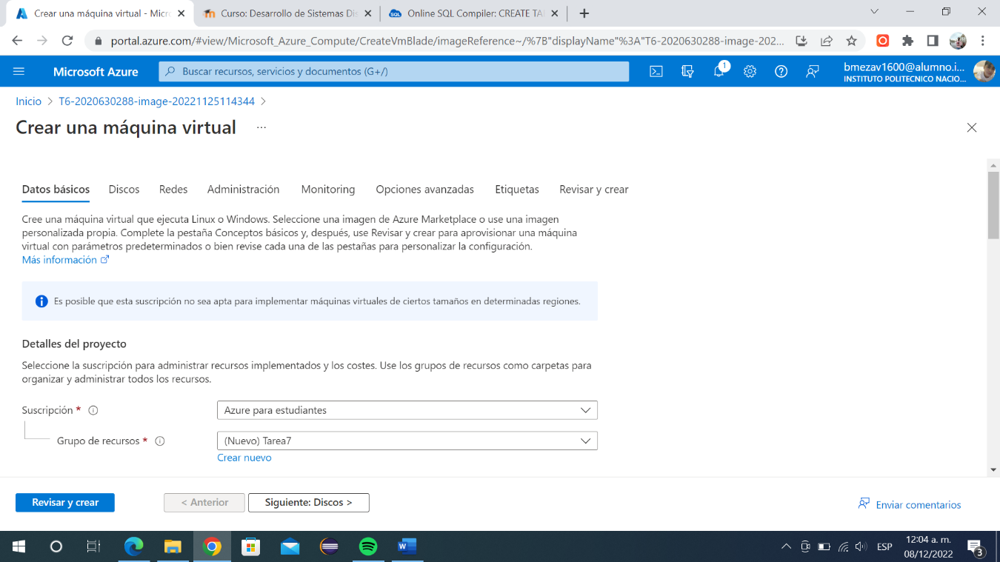 Crear una máquina virtual - Micr
Curso: Desarrollo de Sistemas Dis
Online SQL Compiler: CREATE TA
portal.azure.com/#view/Microsoft_Azure_Compute/CreateVmBlade/imageReference~/%7B"displayName"%3A"T6-2020630288-image-202...
Microsoft Azure
Buscar recursos, servicios y documentos (G+/)
1
bmezav1600@alumno.i...
INSTITUTO POLITECNICO NACIO...
Inicio > T6-2020630288-image-20221125114344 >
Crear una máquina virtual ...
Datos básicos Discos Redes Administración Monitoring Opciones avanzadas Etiquetas Revisar y crear
Cree una máquina virtual que ejecuta Linux o Windows. Seleccione una imagen de Azure Marketplace o use una imagen
personalizada propia. Complete la pestaña Conceptos básicos y, después, use Revisar y crear para aprovisionar una máquina
virtual con parámetros predeterminados o bien revise cada una de las pestañas para personalizar la configuración.
Más información
Es posible que esta suscripción no sea apta para implementar máquinas virtuales de ciertos tamaños en determinadas regiones.
Detalles del proyecto
Seleccione la suscripción para administrar recursos implementados y los costes. Use los grupos de recursos como carpetas para
organizar y administrar todos los recursos.
Suscripción * Azure para estudiantes
Grupo de recursos * (Nuevo) Tarea7
Crear nuevo
Revisar y crear < Anterior Siguiente: Discos > Enviar comentarios
ESP
12:04 a. m.
08/12/2022
3